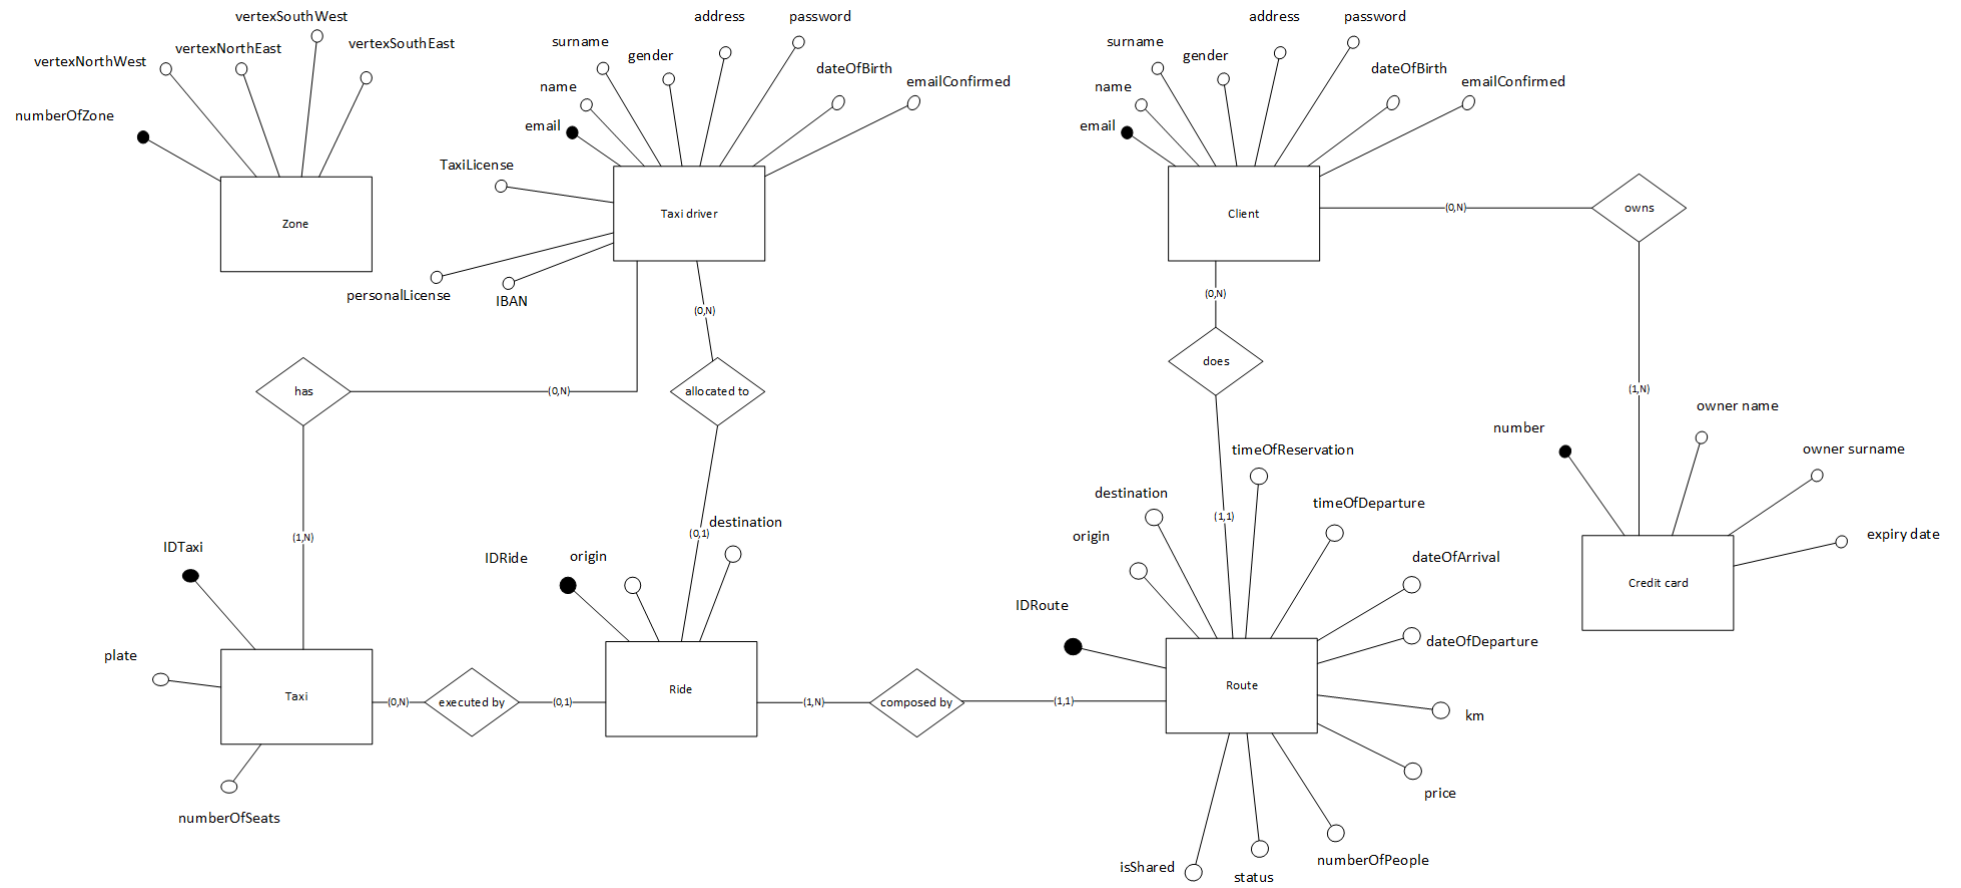 vertexSouthWest
vertexNorthEast
vertexSouthEast
vertexNorthWest
numberOfZone
Zone
address
password
surname
gender
dateOfBirth
emailConfirmed
name
email
TaxiLicense
Taxi driver
personalLicense
IBAN
address
password
surname
gender
dateOfBirth
emailConfirmed
name
email
Client
(0,N)
owns
(0,N)
(0,N)
has
(0,N)
allocated to
does
(1,N)
owner name
number
owner surname
expiry date
Credit card
timeOfReservation
destination
timeOfDeparture
(1,1)
origin
dateOfArrival
IDRoute
dateOfDeparture
Route
km
price
numberOfPeople
isShared
status
(1,N)
IDTaxi
(0,1)
destination
IDRide
origin
plate
Taxi
Ride
(0,N)
executed by
(0,1)
(1,N)
composed by
(1,1)
numberOfSeats